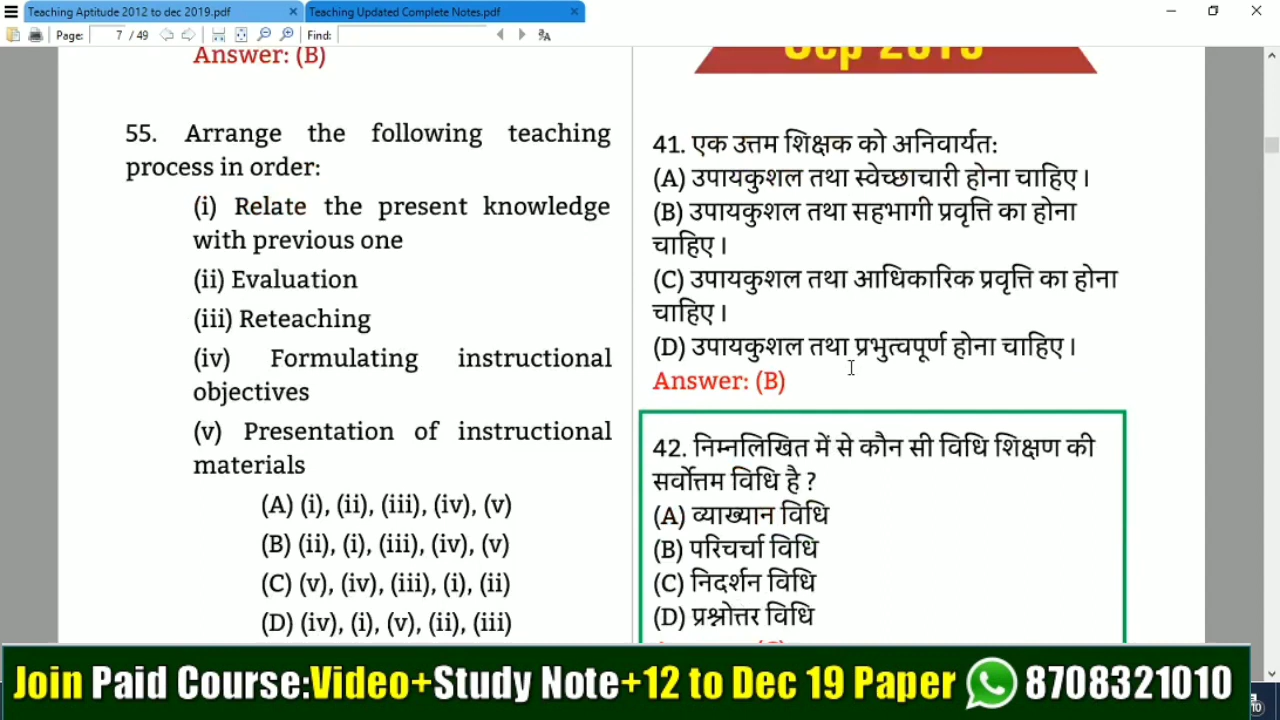 Teaching Aptitude 2012 to dec 2019.pdf
Teaching Updated Complete Notes.pdf
Page: 7 / 49
Find:
Answer: (B)
55. Arrange the following teaching
process in order:
(i) Relate the present knowledge
with previous one
(ii) Evaluation
(iii) Reteaching
(iv) Formulating instructional
objectives
(v) Presentation of instructional
materials
(A) (i), (ii), (iii), (iv), (v)
(B) (ii), (i), (iii), (iv), (v)
(C) (v), (iv), (iii), (i), (ii)
(D) (iv), (i), (v), (ii), (iii)
Sep 2013
41. एक उत्तम शिक्षक को अनिवार्यत:
(A) उपायकुशल तथा स्वेच्छाचारी होना चाहिए ।
(B) उपायकुशल तथा सहभागी प्रवृत्ति का होना
चाहिए ।
(C) उपायकुशल तथा आधिकारिक प्रवृत्ति का होना
चाहिए ।
(D) उपायकुशल तथा प्रभुत्वपूर्ण होना चाहिए ।
Answer: (B)
42. निम्नलिखित में से कौन सी विधि शिक्षण की
सर्वोत्तम विधि है ?
(A) व्याख्यान विधि
(B) परिचर्चा विधि
(C) निदर्शन विधि
(D) प्रश्नोत्तर विधि
Join Paid Course:Video+Study Note+12 to Dec 19 Paper 8708321010